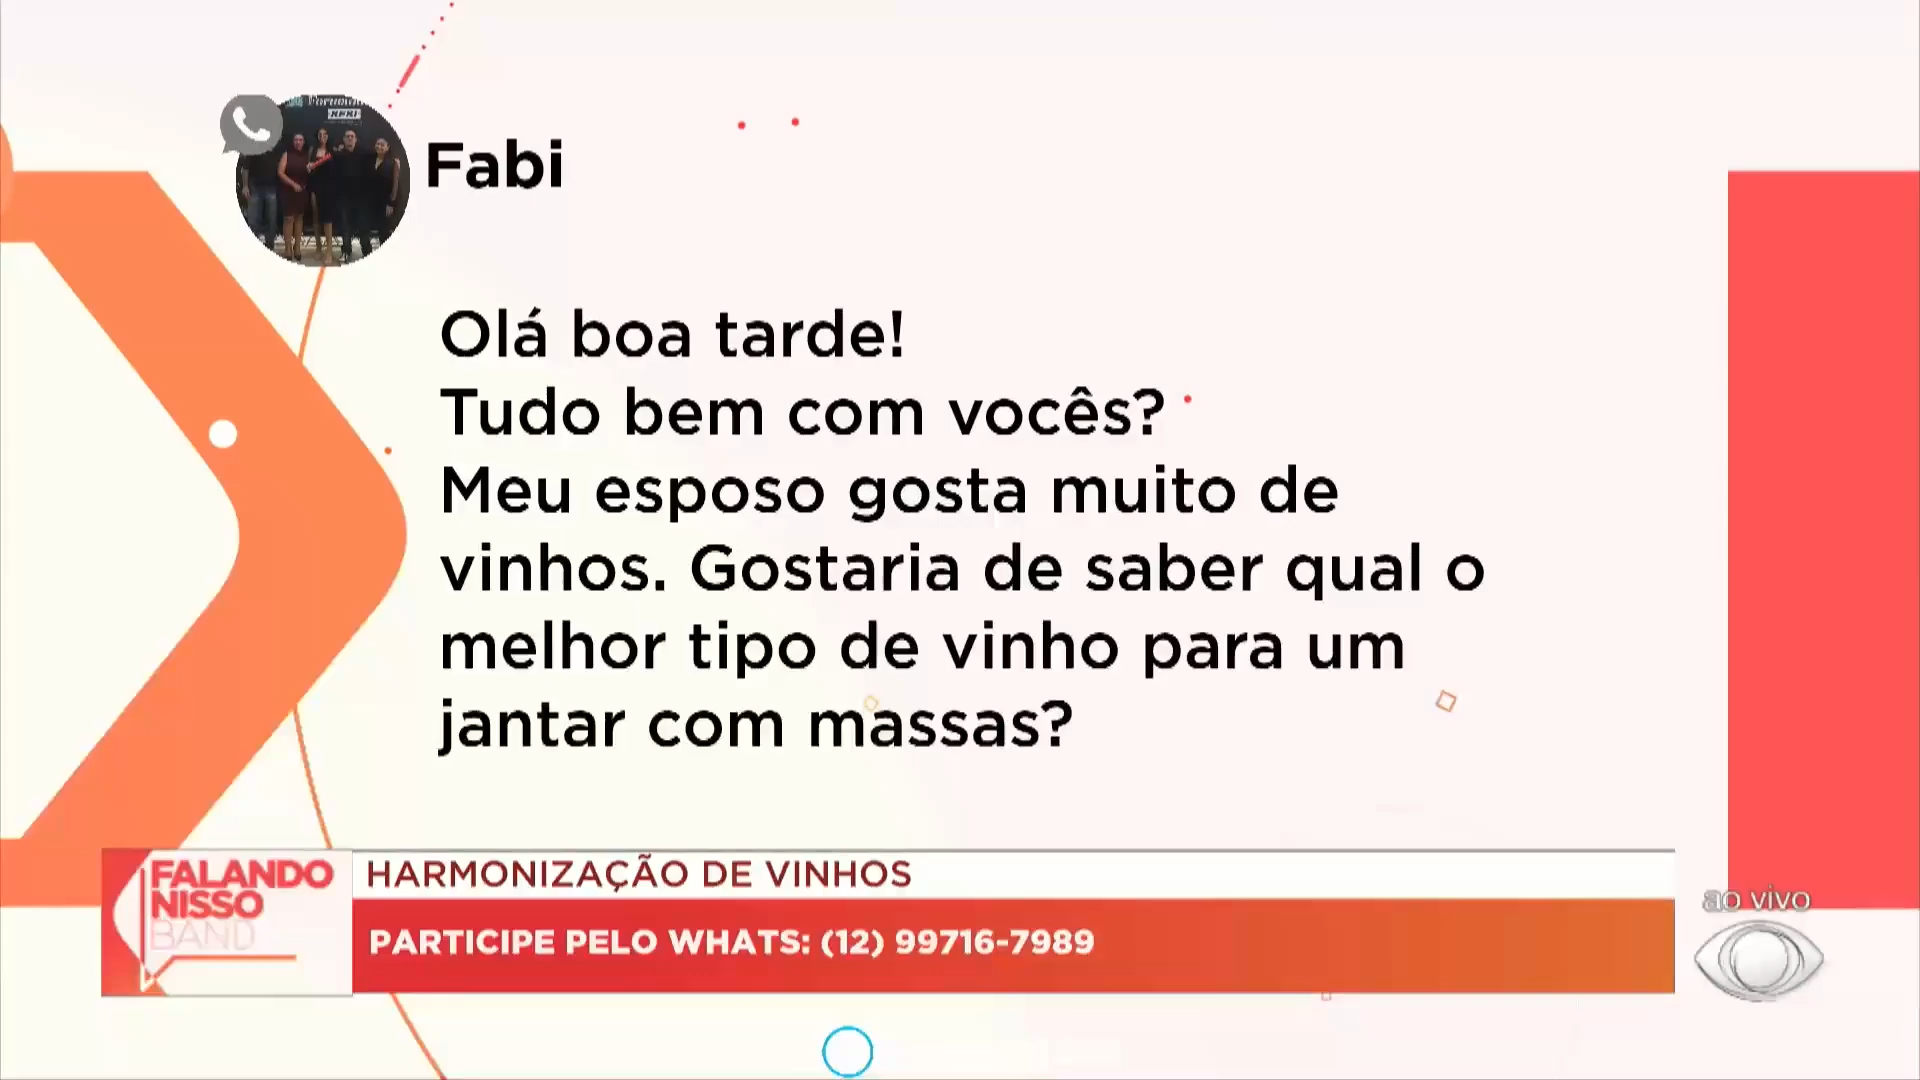 Fabi
Olá boa tarde!
Tudo bem com vocês?
Meu esposo gosta muito de
vinhos. Gostaria de saber qual o
melhor tipo de vinho para um
jantar com massas?
FALANDO
NISSO
BAND
HARMONIZAÇÃO DE VINHOS
PARTICIPE PELO WHATS: (12) 99716-7989
ao vivo